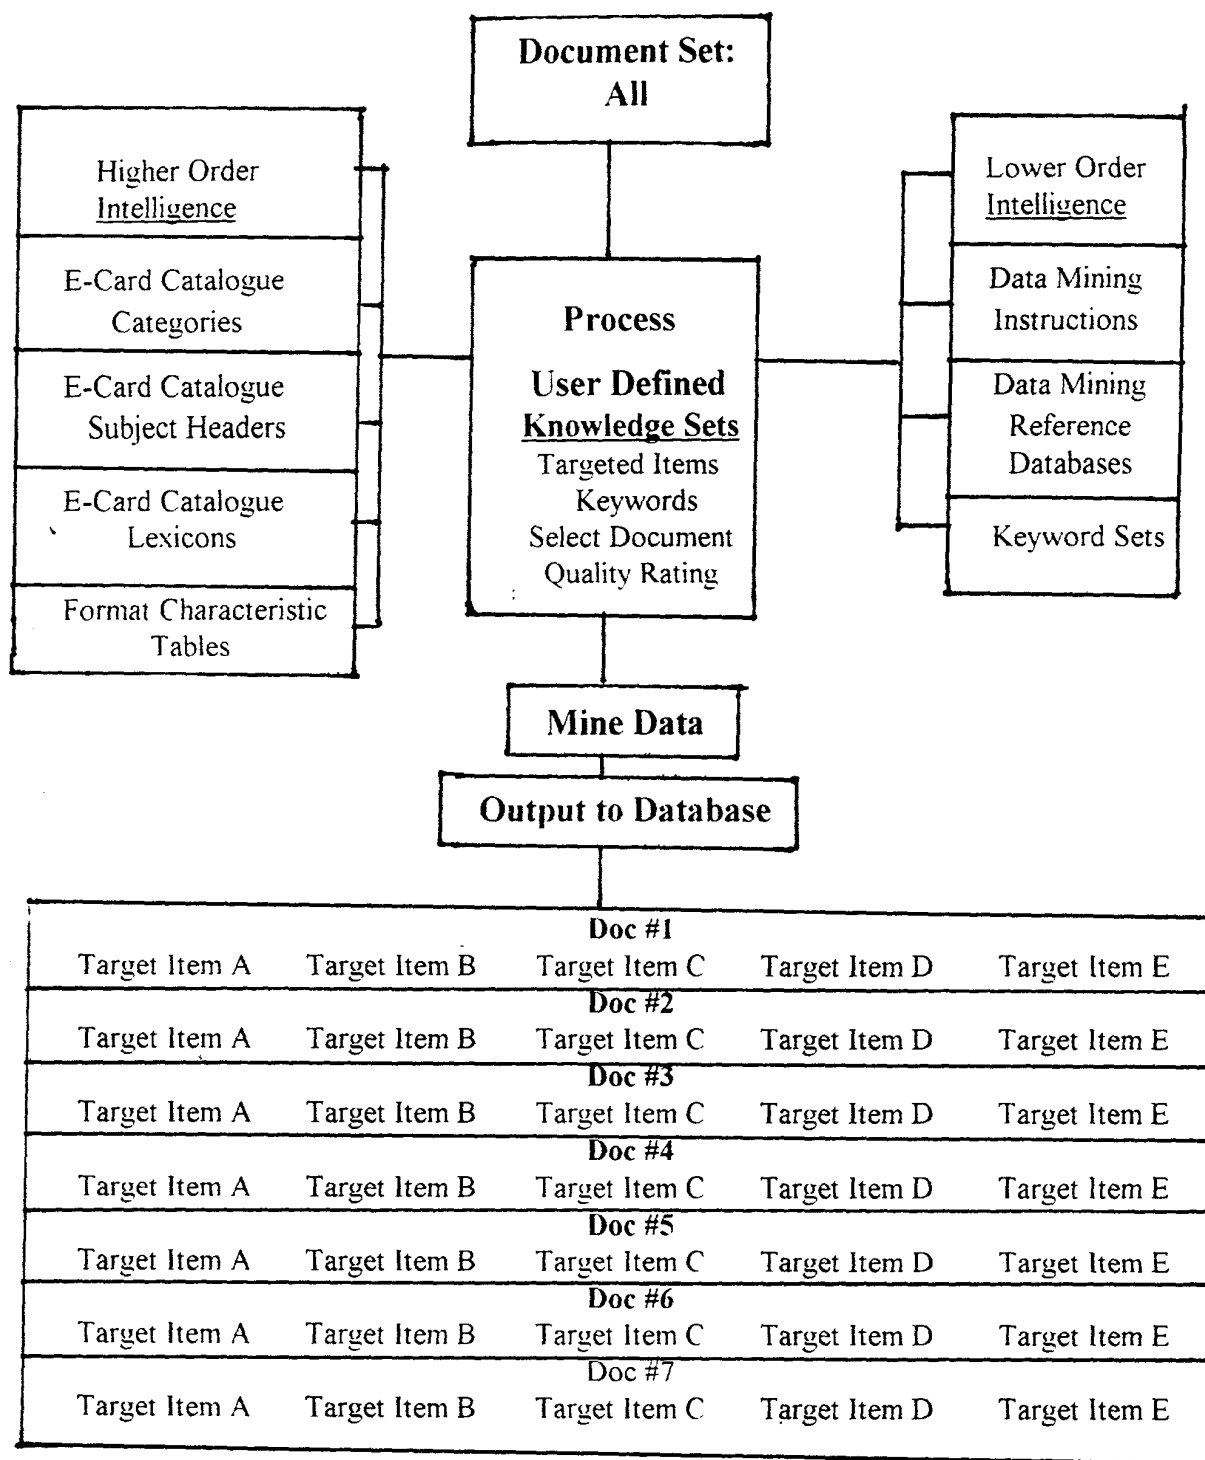 Document Set:
All
Higher Order
Intelligence
E-Card Catalogue
Categories
E-Card Catalogue
Subject Headers
E-Card Catalogue
Lexicons
Format Characteristic
Tables
Process
User Defined
Knowledge Sets
Targeted Items
Keywords
Select Document
Quality Rating
Lower Order
Intelligence
Data Mining
Instructions
Data Mining
Reference
Databases
Keyword Sets
Mine Data
Output to Database
Doc #1
Target Item A Target Item B Target Item C Target Item D Target Item E
Doc #2
Target Item A Target Item B Target Item C Target Item D Target Item E
Doc #3
Target Item A Target Item B Target Item C Target Item D Target Item E
Doc #4
Target Item A Target Item B Target Item C Target Item D Target Item E
Doc #5
Target Item A Target Item B Target Item C Target Item D Target Item E
Doc #6
Target Item A Target Item B Target Item C Target Item D Target Item E
Doc #7
Target Item A Target Item B Target Item C Target Item D Target Item E